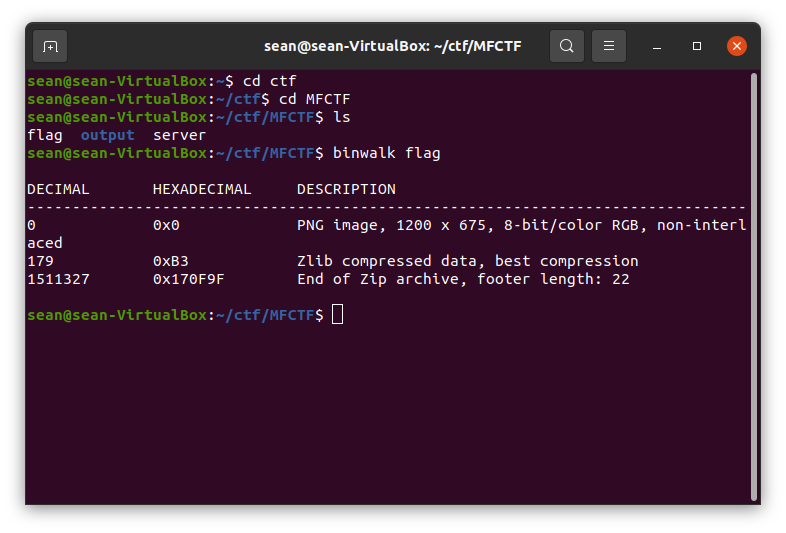 sean@sean-VirtualBox: ~/ctf/MFCTF
sean@sean-VirtualBox:~$ cd ctf
sean@sean-VirtualBox:~/ctf$ cd MFCTF
sean@sean-VirtualBox:~/ctf/MFCTF$ ls
flag  output  server
sean@sean-VirtualBox:~/ctf/MFCTF$ binwalk flag
DECIMAL       HEXADECIMAL     DESCRIPTION
--------------------------------------------------------------------------------
0             0x0             PNG image, 1200 x 675, 8-bit/color RGB, non-interl
aced
179           0xB3            Zlib compressed data, best compression
1511327       0x170F9F        End of Zip archive, footer length: 22
sean@sean-VirtualBox:~/ctf/MFCTF$